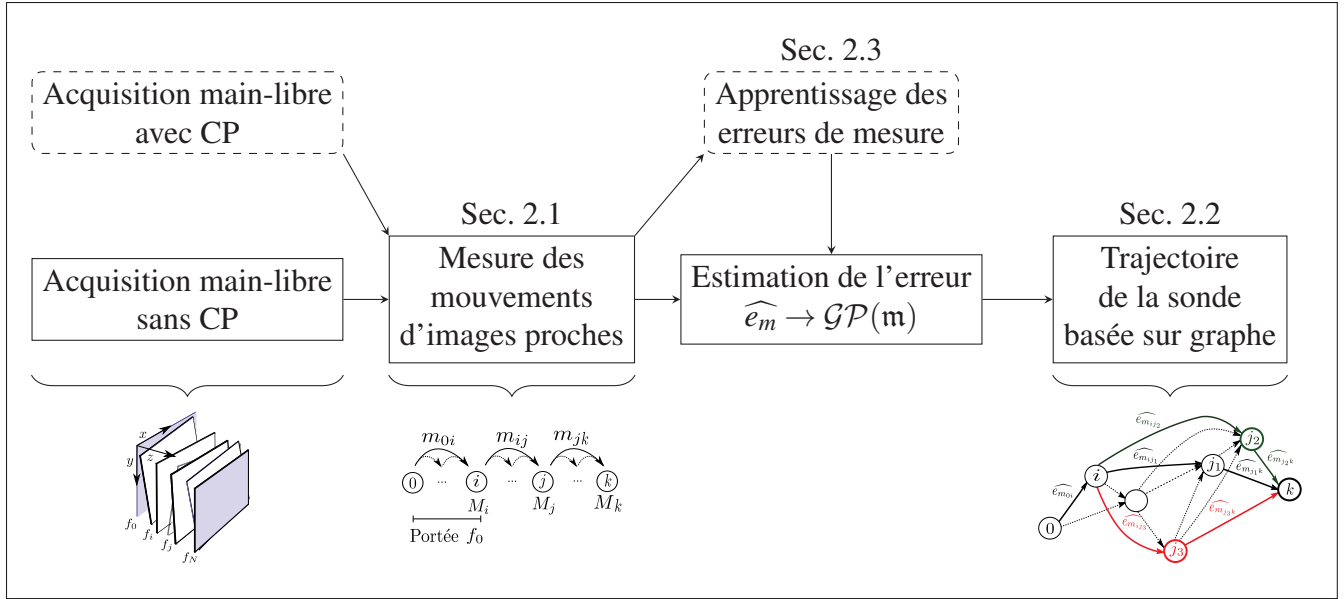 Sec. 2.3
Acquisition main-libre
avec CP
Apprentissage des
erreurs de mesure
Sec. 2.1
Sec. 2.2
Acquisition main-libre
sans CP
Mesure des
mouvements
d'images proches
Estimation de l'erreur
$\widehat{e_m} \to \mathcal{GP}(\mathfrak{m})$
Trajectoire
de la sonde
basée sur graphe
x
y
z
$f_0$
$f_i$
$f_j$
$f_N$
$m_{0i}$ $m_{ij}$ $m_{jk}$
0 ... i ... j ... k
$M_i$ $M_j$ $M_k$
Portée $f_0$
$\widehat{e_{m_{ij_2}}}$
$j_2$
$\widehat{e_{m_{ij_1}}}$
$\widehat{e_{m_{j_2k}}}$
$j_1$
$\widehat{e_{m_{j_1k}}}$
i
$\widehat{e_{m_{0i}}}$
k
$\widehat{e_{m_{ij_3}}}$
$\widehat{e_{m_{j_3k}}}$
0
$j_3$